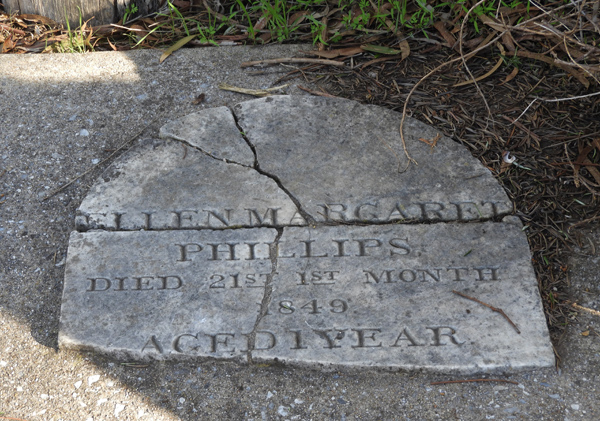 ELLEN MARGARET
PHILLIPS.
DIED 21ST 1ST MONTH
1849.
AGED 1 YEAR.